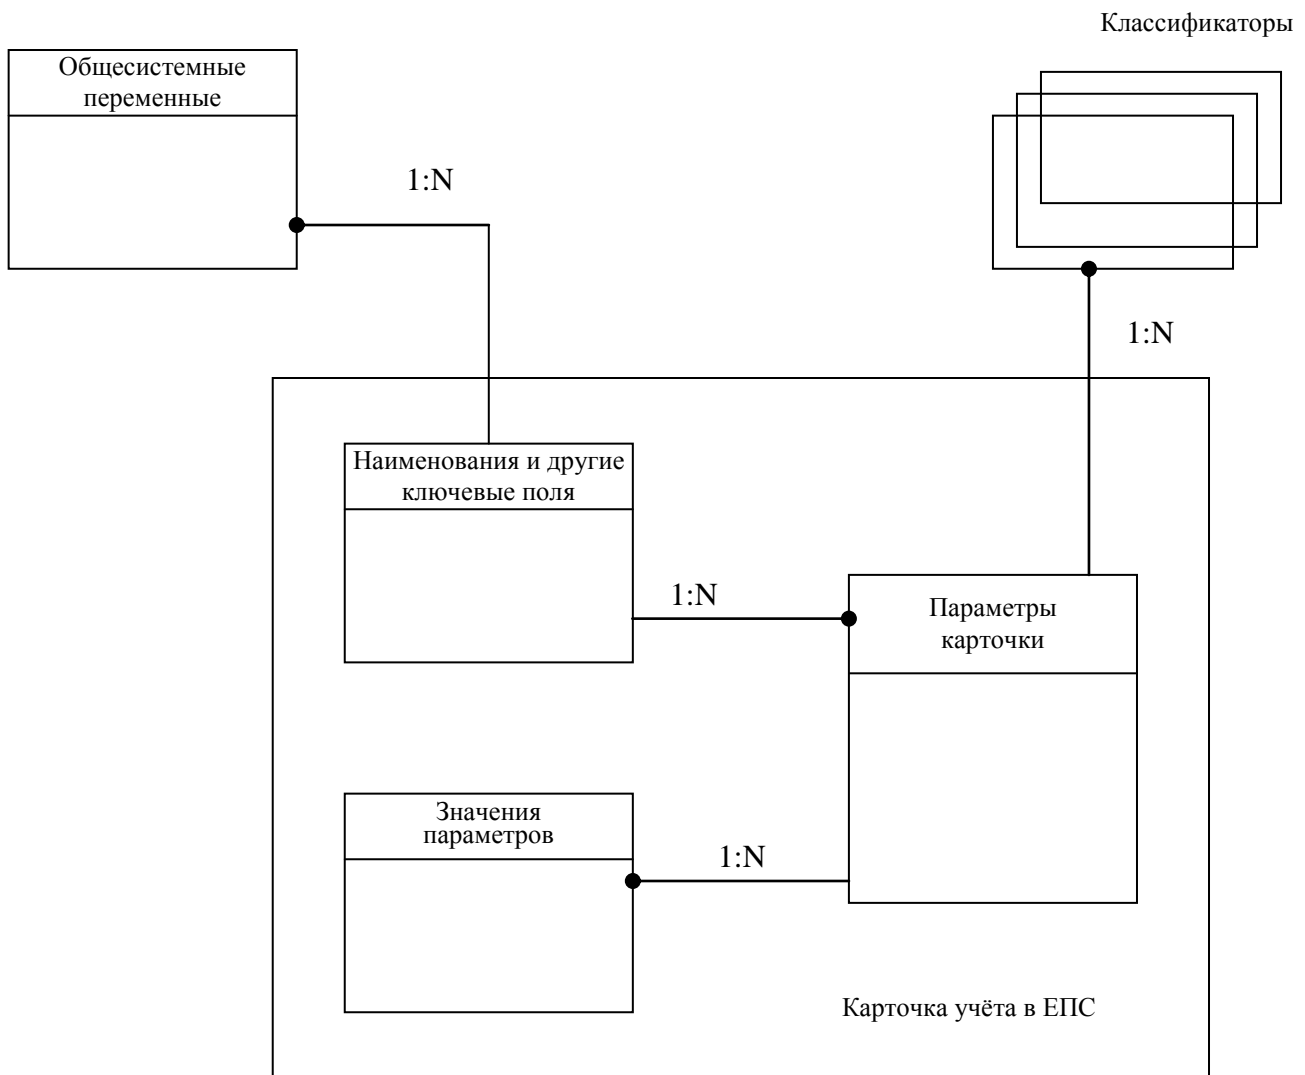 Классификаторы
Общесистемные
переменные
1:N
1:N
Наименования и другие
ключевые поля
1:N
Параметры
карточки
Значения
параметров
1:N
Карточка учёта в ЕПС